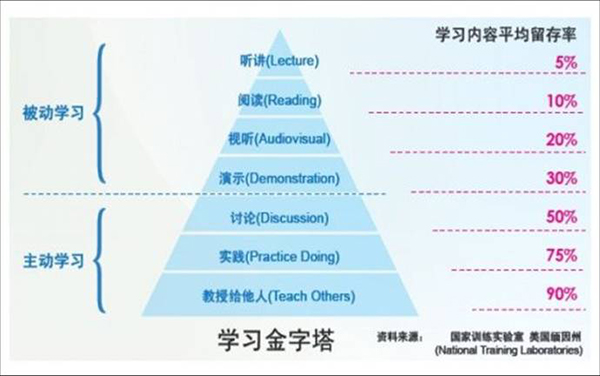 学习内容平均留存率
听讲(Lecture) 5%
阅读(Reading) 10%
被动学习
视听(Audiovisual) 20%
演示(Demonstration) 30%
讨论(Discussion) 50%
主动学习
实践(Practice Doing) 75%
教授给他人(Teach Others) 90%
学习金字塔
资料来源： 国家训练实验室 美国缅因州
(National Training Laboratories)